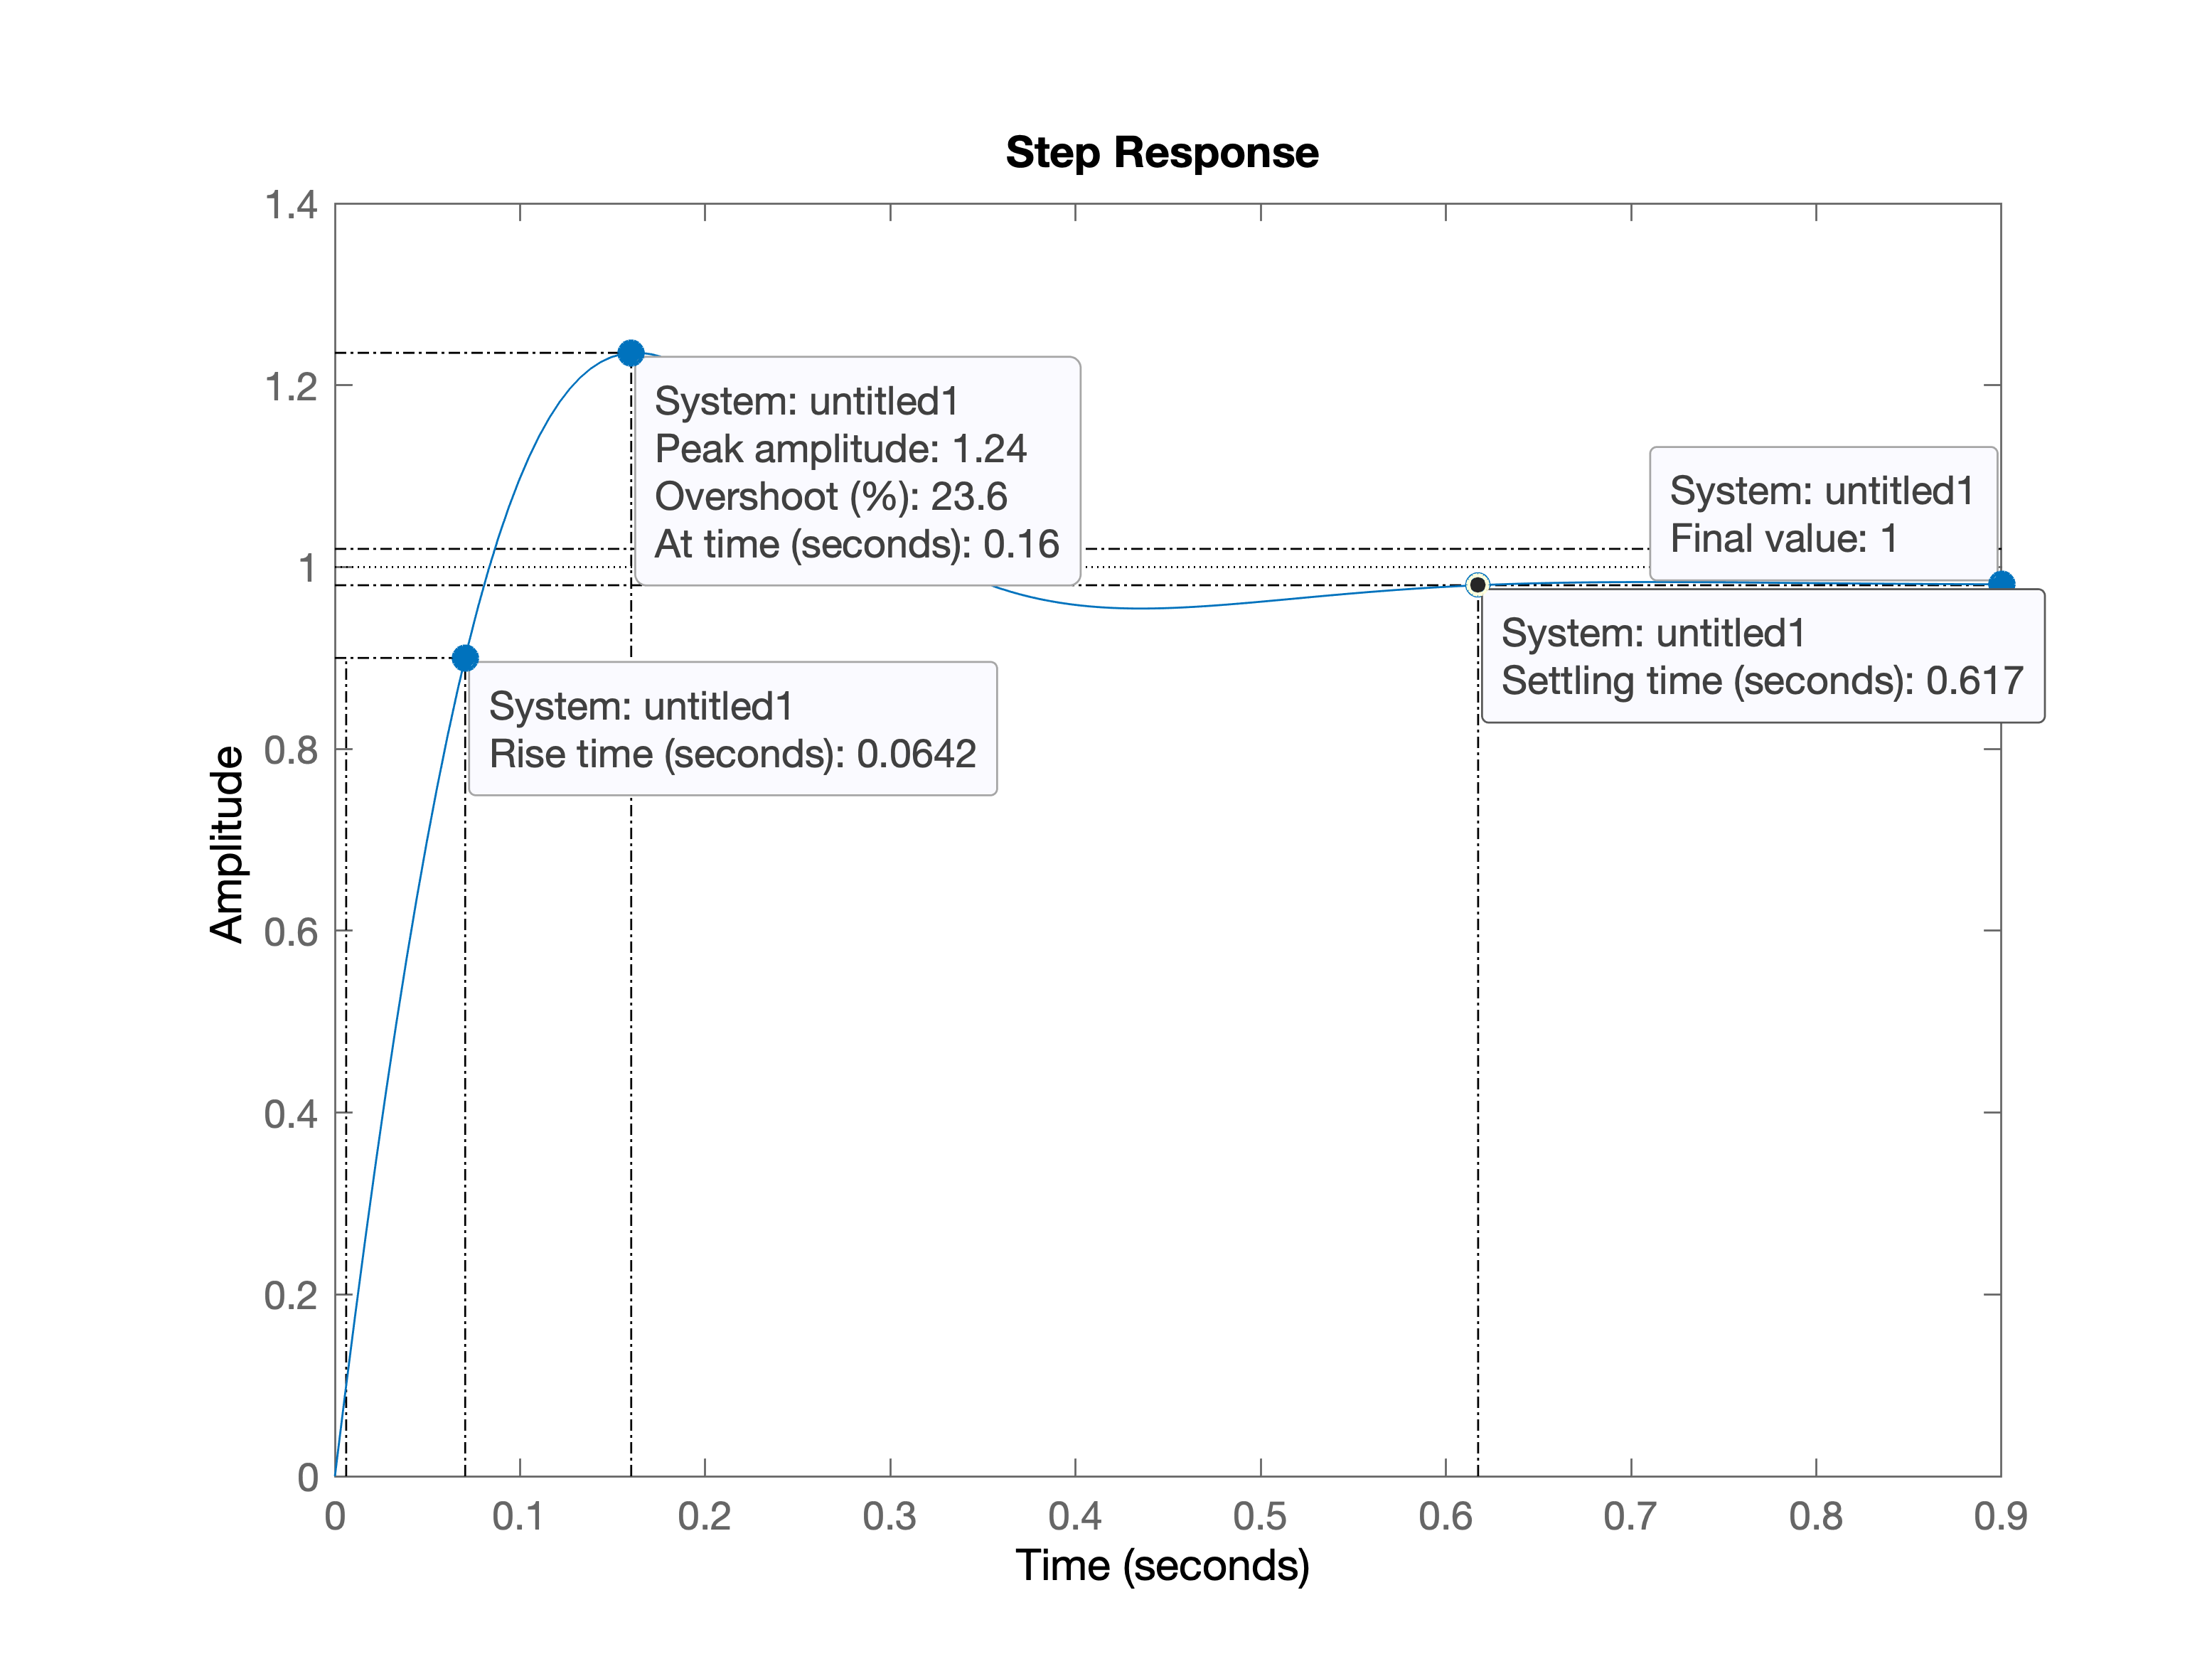 Step Response
1.4
1.2
1
0.8
0.6
0.4
0.2
0
Amplitude
System: untitled1
Peak amplitude: 1.24
Overshoot (%): 23.6
At time (seconds): 0.16
System: untitled1
Final value: 1
System: untitled1
Settling time (seconds): 0.617
System: untitled1
Rise time (seconds): 0.0642
0 0.1 0.2 0.3 0.4 0.5 0.6 0.7 0.8 0.9
Time (seconds)